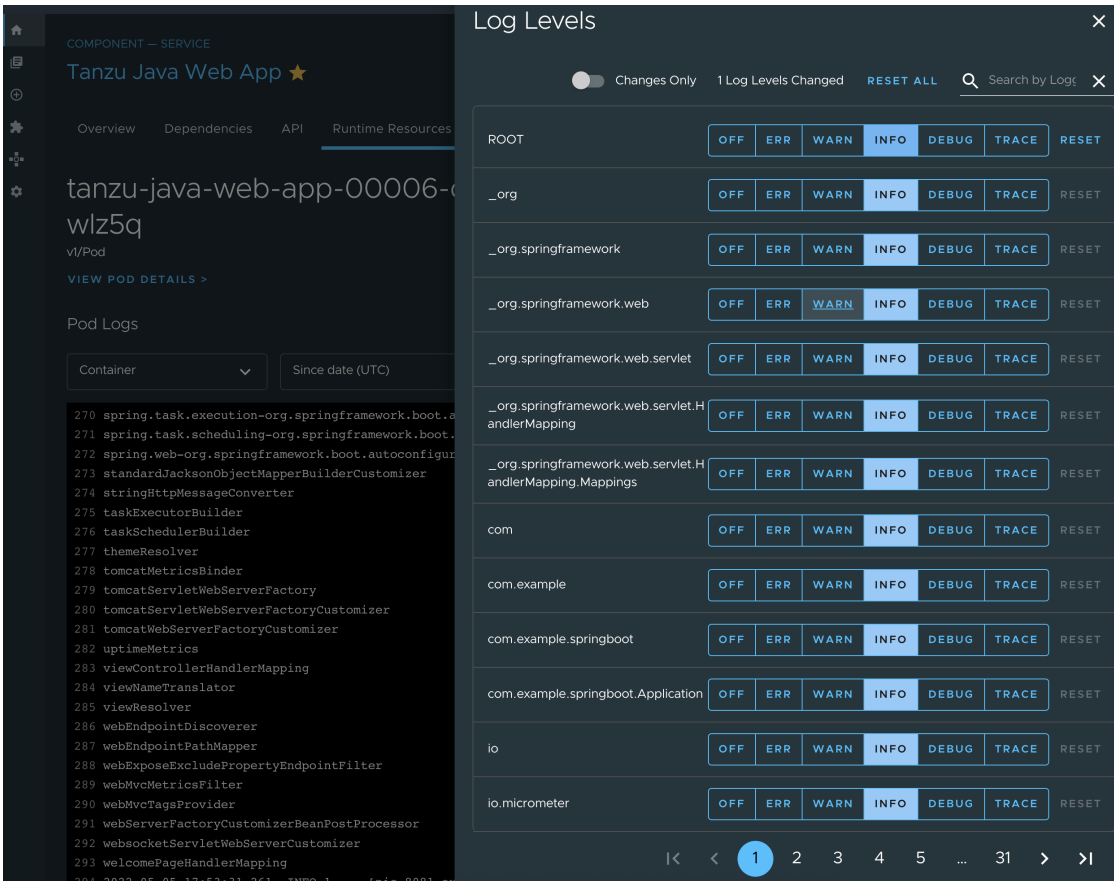 COMPONENT — SERVICE
Tanzu Java Web App
Overview Dependencies API Runtime Resources
tanzu-java-web-app-00006-
wlz5q
v1/Pod
VIEW POD DETAILS >
Pod Logs
Container
Since date (UTC)
270 spring.task.execution-org.springframework.boot.a
271 spring.task.scheduling-org.springframework.boot.
272 spring.web-org.springframework.boot.autoconfigur
273 standardJacksonObjectMapperBuilderCustomizer
274 stringHttpMessageConverter
275 taskExecutorBuilder
276 taskSchedulerBuilder
277 themeResolver
278 tomcatMetricsBinder
279 tomcatServletWebServerFactory
280 tomcatServletWebServerFactoryCustomizer
281 tomcatWebServerFactoryCustomizer
282 uptimeMetrics
283 viewControllerHandlerMapping
284 viewNameTranslator
285 viewResolver
286 webEndpointDiscoverer
287 webEndpointPathMapper
288 webExposeExcludePropertyEndpointFilter
289 webMvcMetricsFilter
290 webMvcTagsProvider
291 webServerFactoryCustomizerBeanPostProcessor
292 websocketServletWebServerCustomizer
293 welcomePageHandlerMapping
Log Levels
Changes Only 1 Log Levels Changed RESET ALL Search by Logg
ROOT OFF ERR WARN INFO DEBUG TRACE RESET
_org OFF ERR WARN INFO DEBUG TRACE RESET
_org.springframework OFF ERR WARN INFO DEBUG TRACE RESET
_org.springframework.web OFF ERR WARN INFO DEBUG TRACE RESET
_org.springframework.web.servlet OFF ERR WARN INFO DEBUG TRACE RESET
_org.springframework.web.servlet.H
andlerMapping OFF ERR WARN INFO DEBUG TRACE RESET
_org.springframework.web.servlet.H
andlerMapping.Mappings OFF ERR WARN INFO DEBUG TRACE RESET
com OFF ERR WARN INFO DEBUG TRACE RESET
com.example OFF ERR WARN INFO DEBUG TRACE RESET
com.example.springboot OFF ERR WARN INFO DEBUG TRACE RESET
com.example.springboot.Application OFF ERR WARN INFO DEBUG TRACE RESET
io OFF ERR WARN INFO DEBUG TRACE RESET
io.micrometer OFF ERR WARN INFO DEBUG TRACE RESET
1 2 3 4 5 ... 31